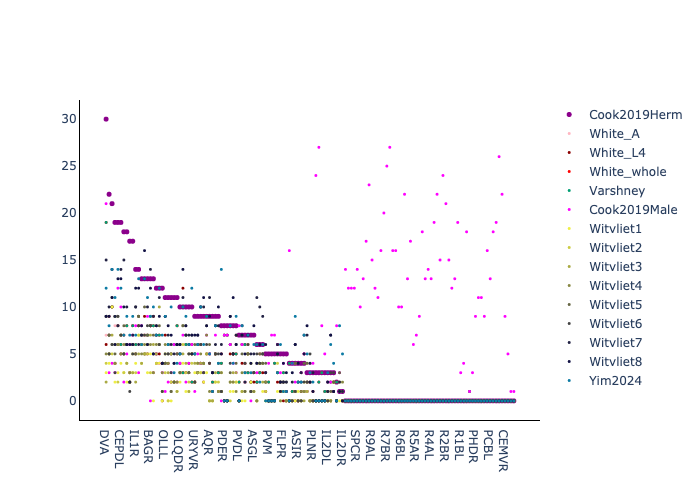 30
25
20
15
10
5
0
DVA
CEPDL
IL1R
BAGR
OLLL
OLQDR
URYVR
AQR
PDER
PVDL
ASGL
PVM
FLPR
ASIR
PLNR
IL2DL
IL2DR
SPCR
R9AL
R7BR
R6BL
R5AR
R4AL
R2BR
R1BL
PHDR
PCBL
CEMVR
Cook2019Herm
White_A
White_L4
White_whole
Varshney
Cook2019Male
Witvliet1
Witvliet2
Witvliet3
Witvliet4
Witvliet5
Witvliet6
Witvliet7
Witvliet8
Yim2024